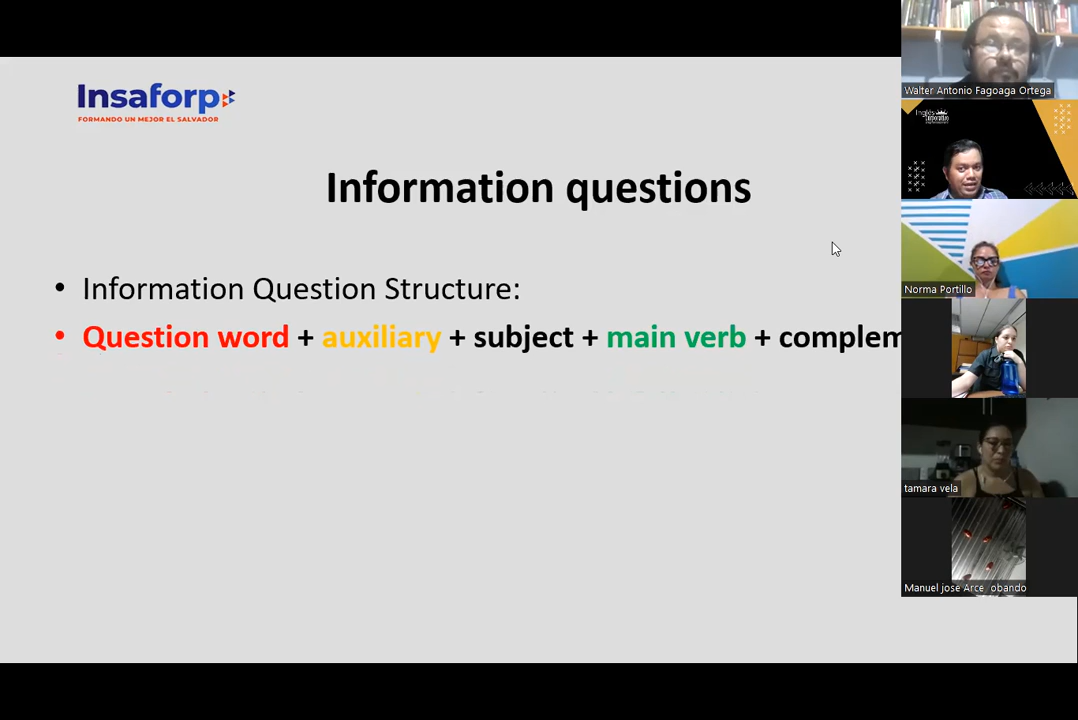 Insaforp
FORMANDO UN MEJOR EL SALVADOR
Information questions
• Information Question Structure:
• Question word + auxiliary + subject + main verb + complem
Walter Antonio Fagoaga Ortega
Inglés
Norma Portillo
tamara vela
Manuel jose Arce obando